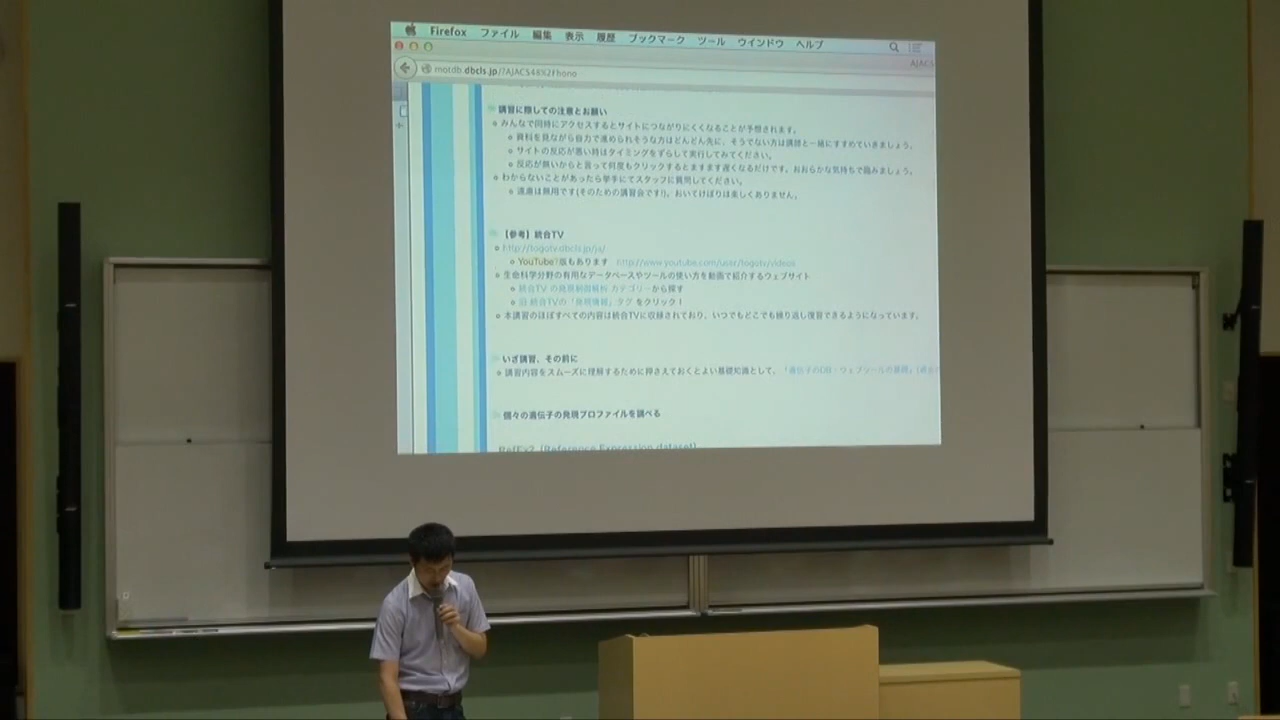 Firefox ファイル 編集 表示 履歴 ブックマーク ツール ウインドウ ヘルプ
AJACS
motdb.dbcls.jp/?AJACS48%2Fhono
講習に際しての注意とお願い
みんなで同時にアクセスするとサイトにつながりにくくなることが予想されます。
資料を見ながら自力で進められそうな方はどんどん先に、そうでない方は講師と一緒にすすめていきましょう。
サイトの反応が悪い時はタイミングをずらして実行してみてください。
反応が無いからと言って何度もクリックするとますます遅くなるだけです。おおらかな気持ちで臨みましょう。
わからないことがあったら挙手にてスタッフに質問してください。
遠慮は無用です(そのための講習会です!)。おいてけぼりは楽しくありません。
【参考】統合TV
http://togotv.dbcls.jp/ja/
YouTube版もあります http://www.youtube.com/user/togotv/videos
生命科学分野の有用なデータベースやツールの使い方を動画で紹介するウェブサイト
統合TV の発現制御解析 カテゴリーから探す
旧 統合TVの「発現情報」タグ をクリック!
本講習のほぼすべての内容は統合TVに収録されており、いつでもどこでも繰り返し復習できるようになっています。
いざ講習、その前に
講習内容をスムーズに理解するために押さえておくとよい基礎知識として、「遺伝子のDB・ウェブツールの基礎」
個々の遺伝子の発現プロファイルを調べる
(Reference Expression dataset)